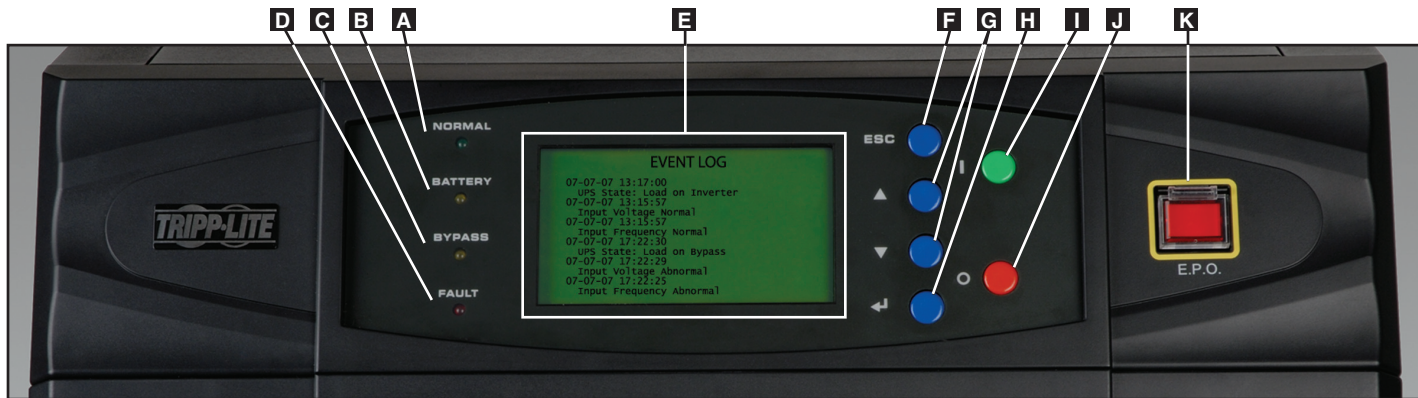 D C B A E F G H I J K
NORMAL
BATTERY
BYPASS
FAULT
TRIPP·LITE
EVENT LOG
07-07-07 13:17:00
UPS State: Load on Inverter
07-07-07 13:15:57
Input Voltage Normal
07-07-07 13:15:57
Input Frequency Normal
07-07-07 17:22:30
UPS State: Load on Bypass
07-07-07 17:22:29
Input Voltage Abnormal
07-07-07 17:22:25
Input Frequency Abnormal
ESC
▲
▼
↵
I
O
E.P.O.